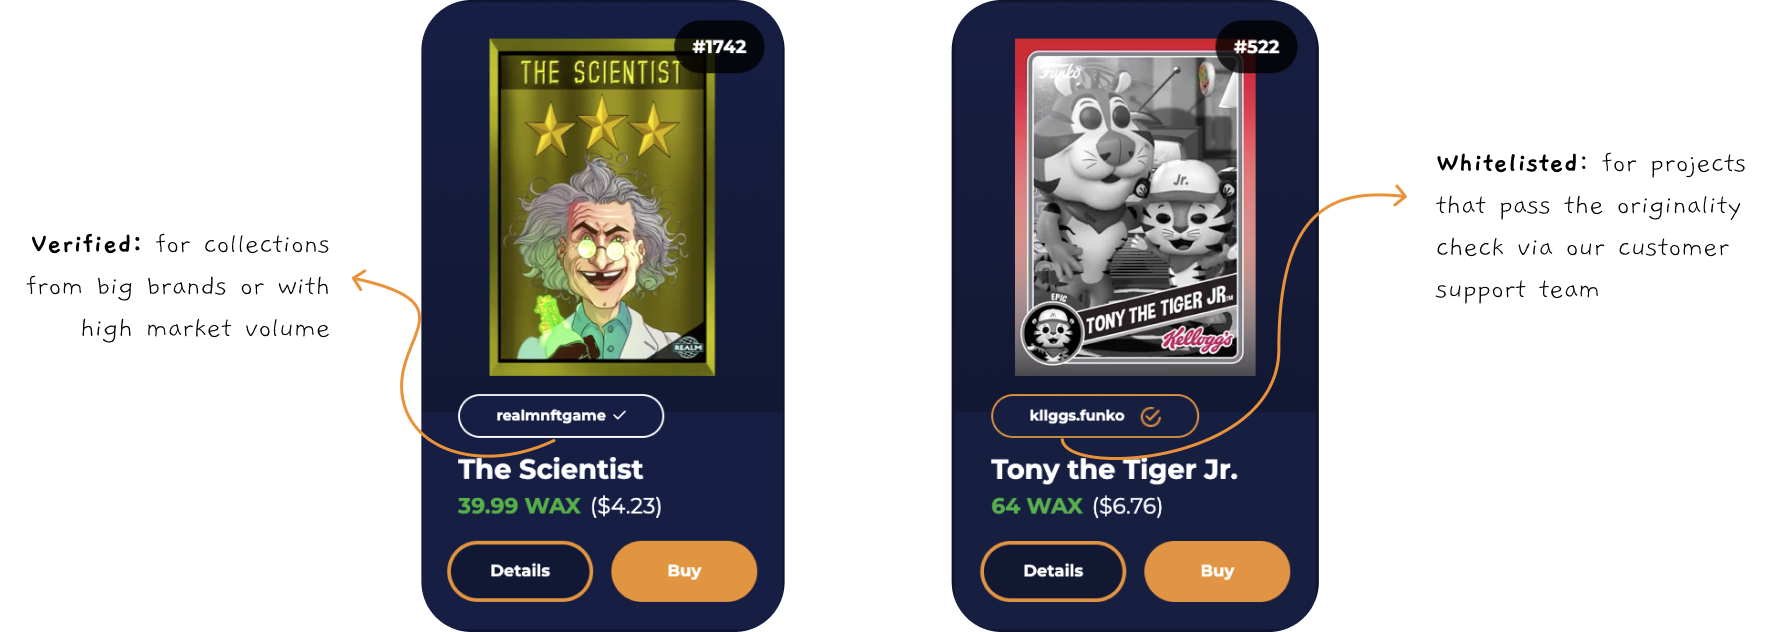 Verified: for collections
from big brands or with
high market volume
#1742
THE SCIENTIST
REALM
realmnftgame
The Scientist
39.99 WAX ($4.23)
Details
Buy
#522
Funko
Jr.
EPIC
Jr.
TONY THE TIGER JR.™
Kellogg's
kllggs.funko
Tony the Tiger Jr.
64 WAX ($6.76)
Details
Buy
Whitelisted: for projects
that pass the originality
check via our customer
support team